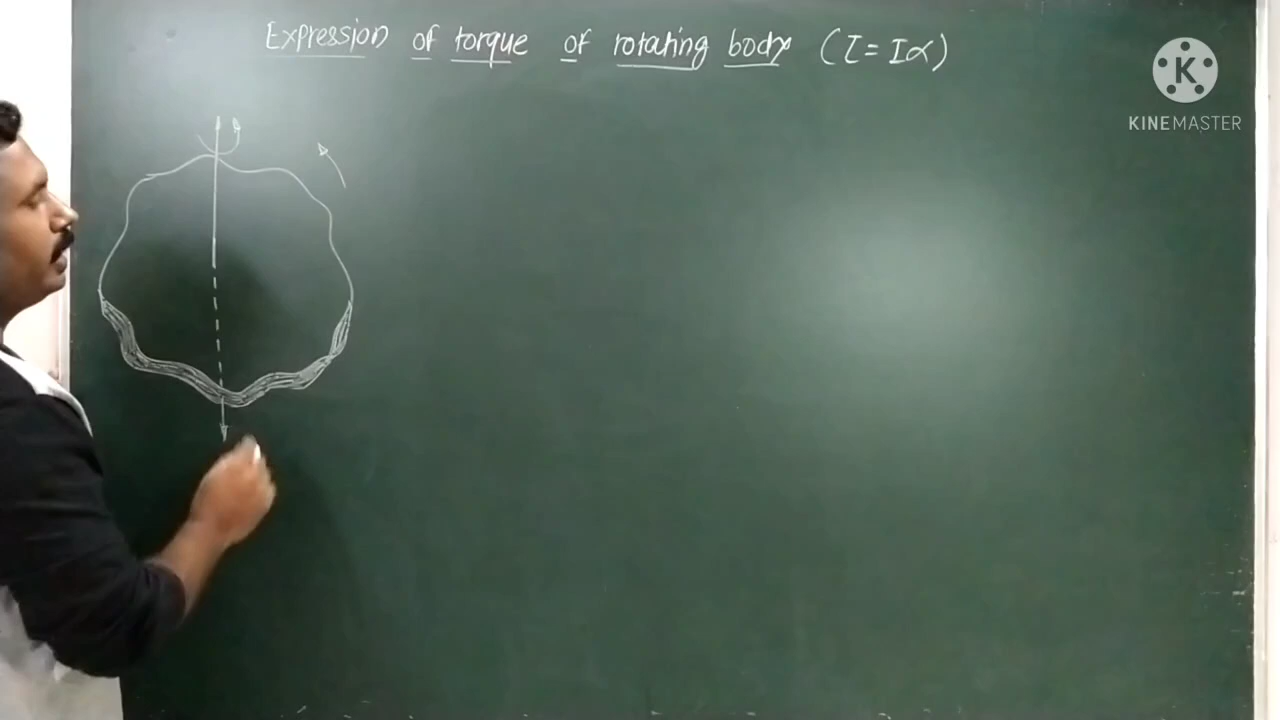 Expression of torque of rotating body (τ = Iα)
K
KINEMASTER